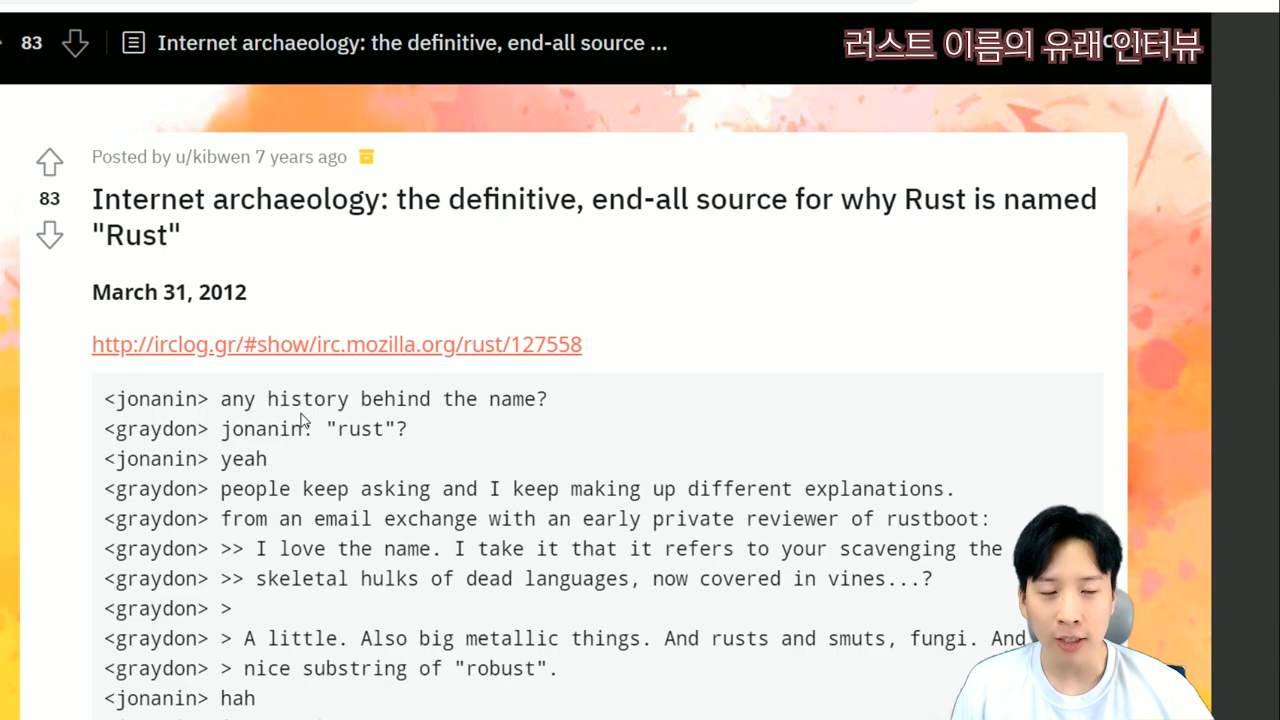 83
Internet archaeology: the definitive, end-all source ...
러스트 이름의 유래 인터뷰
Posted by u/kibwen 7 years ago
83
Internet archaeology: the definitive, end-all source for why Rust is named
"Rust"
March 31, 2012
http://irclog.gr/#show/irc.mozilla.org/rust/127558
<jonanin> any history behind the name?
<graydon> jonanin: "rust"?
<jonanin> yeah
<graydon> people keep asking and I keep making up different explanations.
<graydon> from an email exchange with an early private reviewer of rustboot:
<graydon> >> I love the name. I take it that it refers to your scavenging the
<graydon> >> skeletal hulks of dead languages, now covered in vines...?
<graydon> >
<graydon> > A little. Also big metallic things. And rusts and smuts, fungi. And
<graydon> > nice substring of "robust".
<jonanin> hah